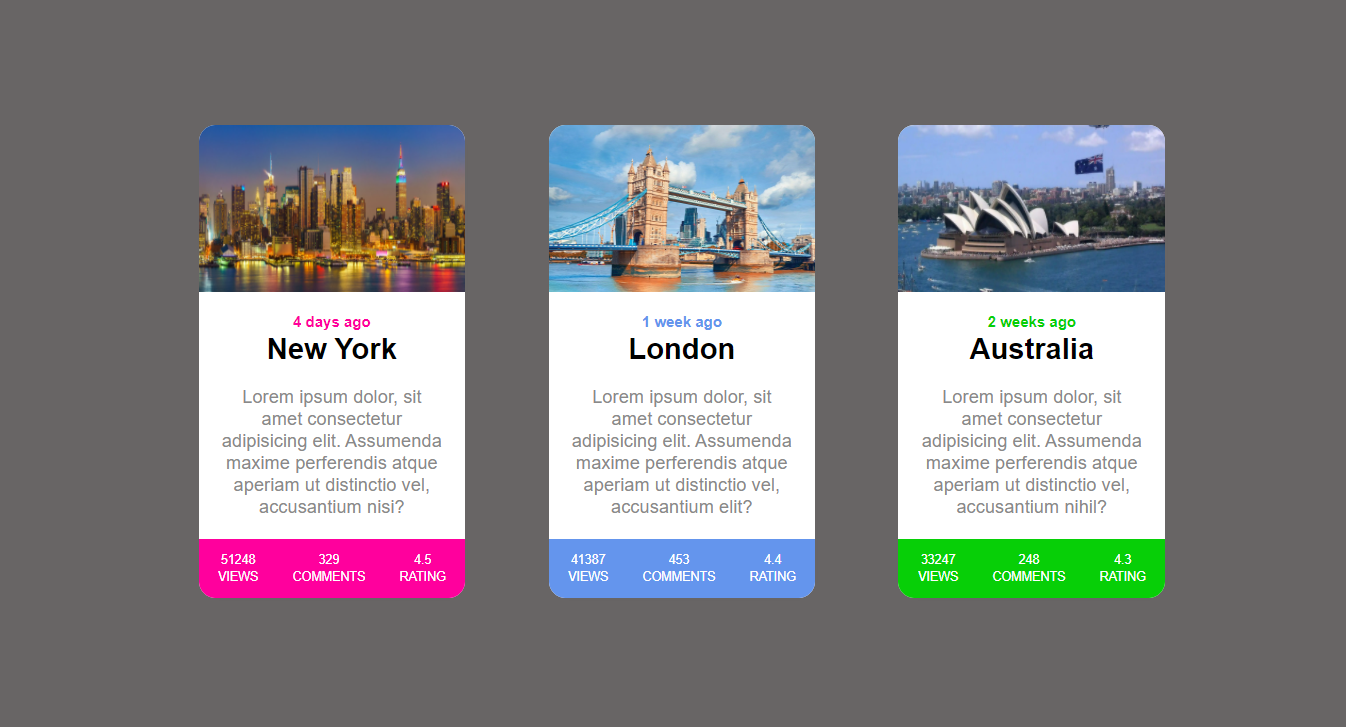 4 days ago
New York
Lorem ipsum dolor, sit
amet consectetur
adipisicing elit. Assumenda
maxime perferendis atque
aperiam ut distinctio vel,
accusantium nisi?
51248 329 4.5
VIEWS COMMENTS RATING
1 week ago
London
Lorem ipsum dolor, sit
amet consectetur
adipisicing elit. Assumenda
maxime perferendis atque
aperiam ut distinctio vel,
accusantium elit?
41387 453 4.4
VIEWS COMMENTS RATING
2 weeks ago
Australia
Lorem ipsum dolor, sit
amet consectetur
adipisicing elit. Assumenda
maxime perferendis atque
aperiam ut distinctio vel,
accusantium nihil?
33247 248 4.3
VIEWS COMMENTS RATING